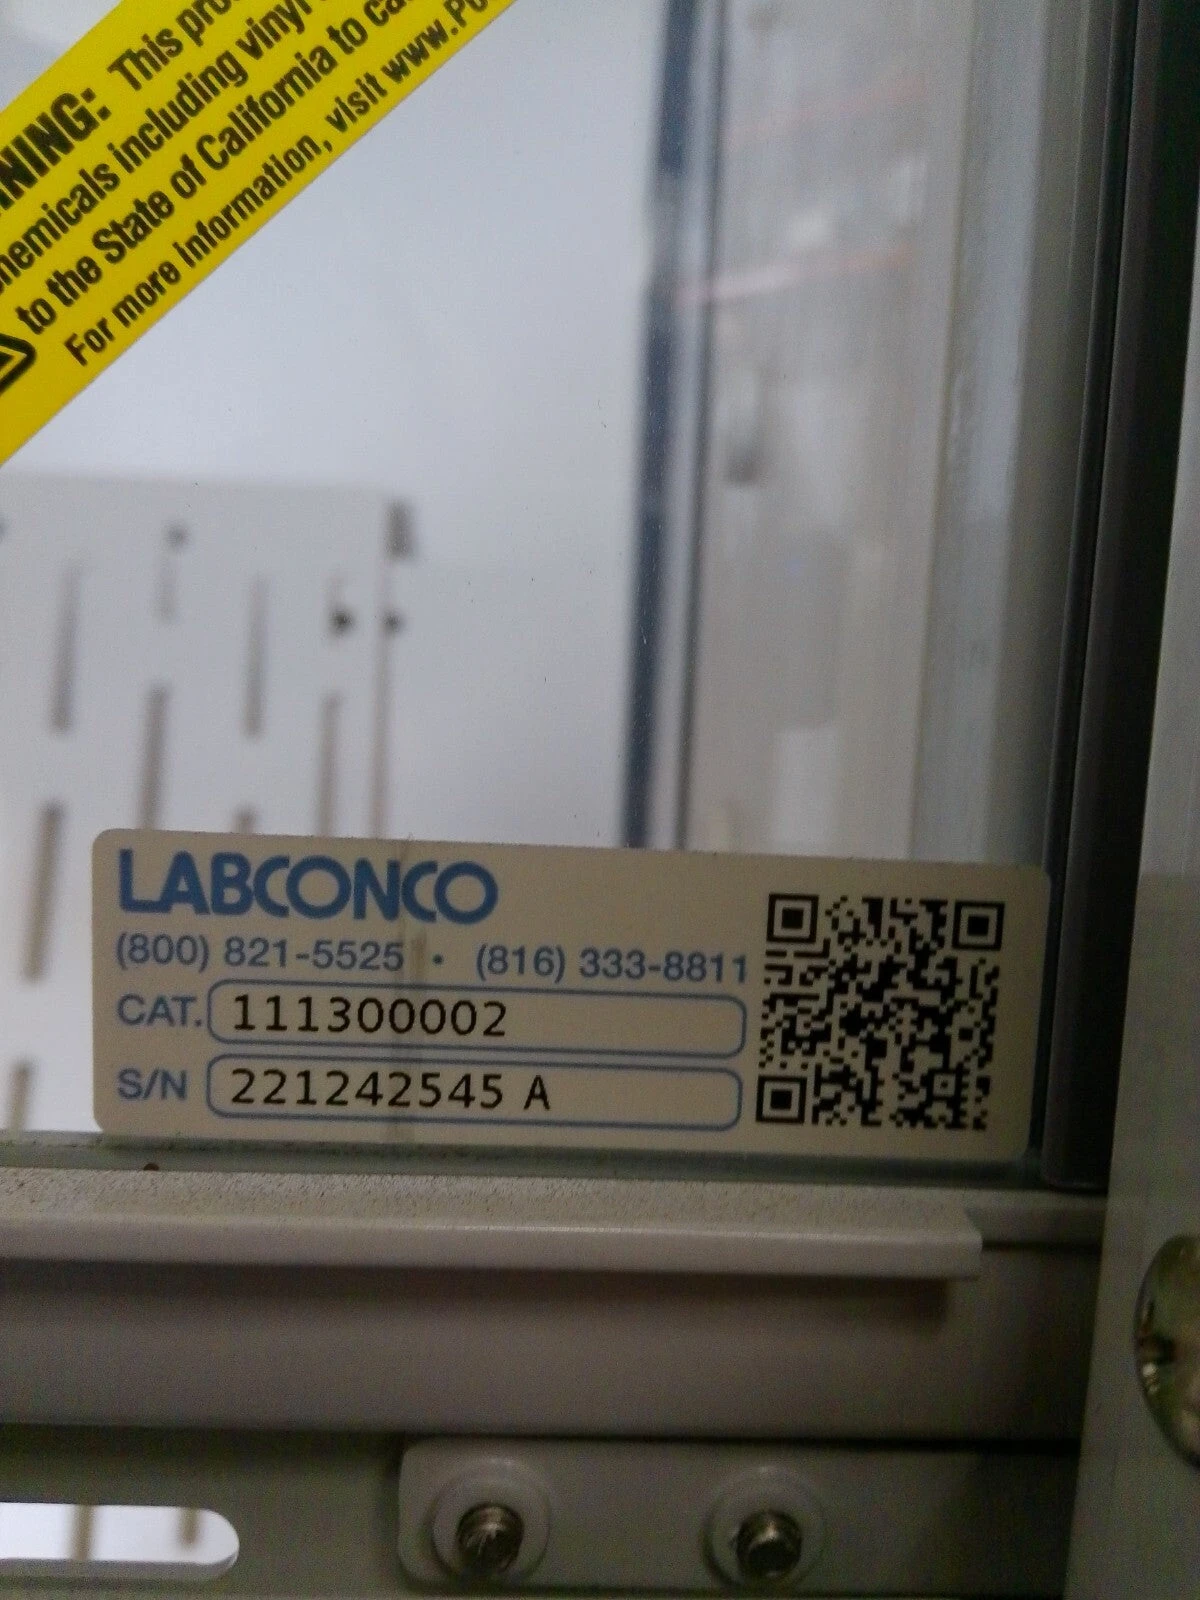 NING: This pro
hemicals including vinyl
to the State of California to ca
For more information, visit www.P
LABCONCO
(800) 821-5525 • (816) 333-8811
CAT. 111300002
S/N 221242545 A